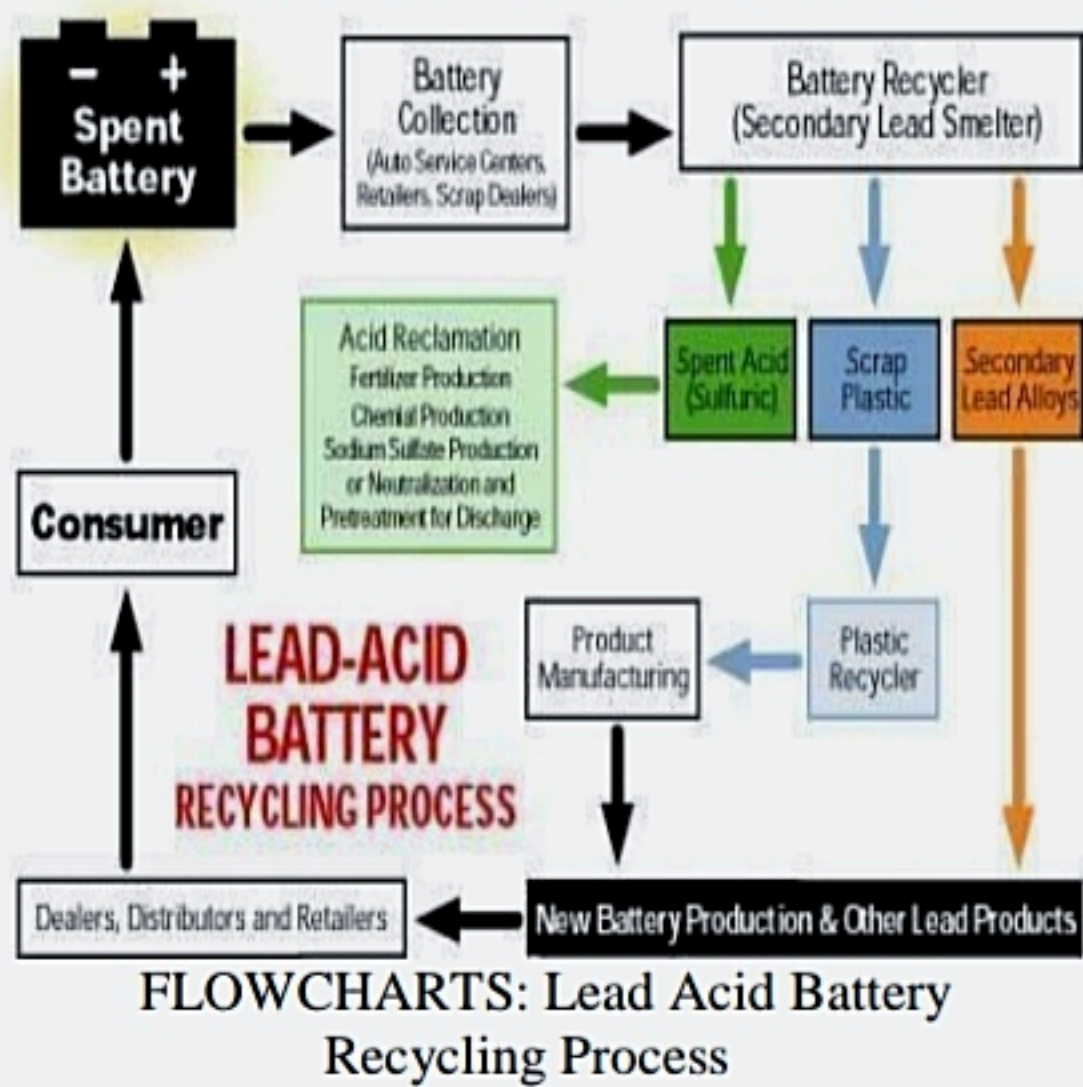 − +
Spent
Battery
Battery
Collection
(Auto Service Centers,
Retailers, Scrap Dealers)
Battery Recycler
(Secondary Lead Smelter)
Acid Reclamation
Fertilizer Production
Chemial Production
Sodium Sulfate Production
or Neutralization and
Pretreatment for Discharge
Spent Acid
(Sulfuric)
Scrap
Plastic
Secondary
Lead Alloys
Consumer
LEAD-ACID
BATTERY
RECYCLING PROCESS
Product
Manufacturing
Plastic
Recycler
Dealers, Distributors and Retailers
New Battery Production & Other Lead Products
FLOWCHARTS: Lead Acid Battery
Recycling Process